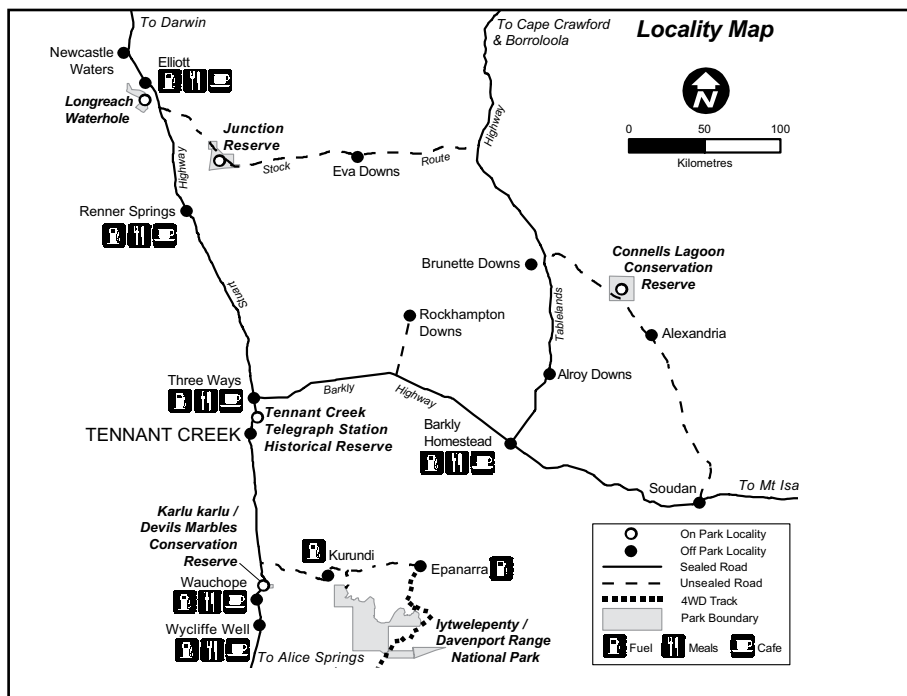 To Darwin
To Cape Crawford
& Borroloola
Locality Map
Newcastle
Waters
Elliott
N
Longreach
Waterhole
Junction
Reserve
Highway
0 50 100
Kilometres
Stock
Eva Downs
Route
Highway
Renner Springs
Connells Lagoon
Conservation
Reserve
Brunette Downs
Stuart
Rockhampton
Downs
Tablelands
Alexandria
Three Ways
Barkly
Highway
Alroy Downs
Tennant Creek
Telegraph Station
Historical Reserve
TENNANT CREEK
Barkly
Homestead
To Mt Isa
Soudan
Karlu karlu /
Devils Marbles
Conservation
Reserve
Kurundi
Epanarra
Wauchope
Wycliffe Well
Iytwelepenty /
Davenport Range
National Park
To Alice Springs
On Park Locality
Off Park Locality
Sealed Road
Unsealed Road
4WD Track
Park Boundary
Fuel Meals Cafe